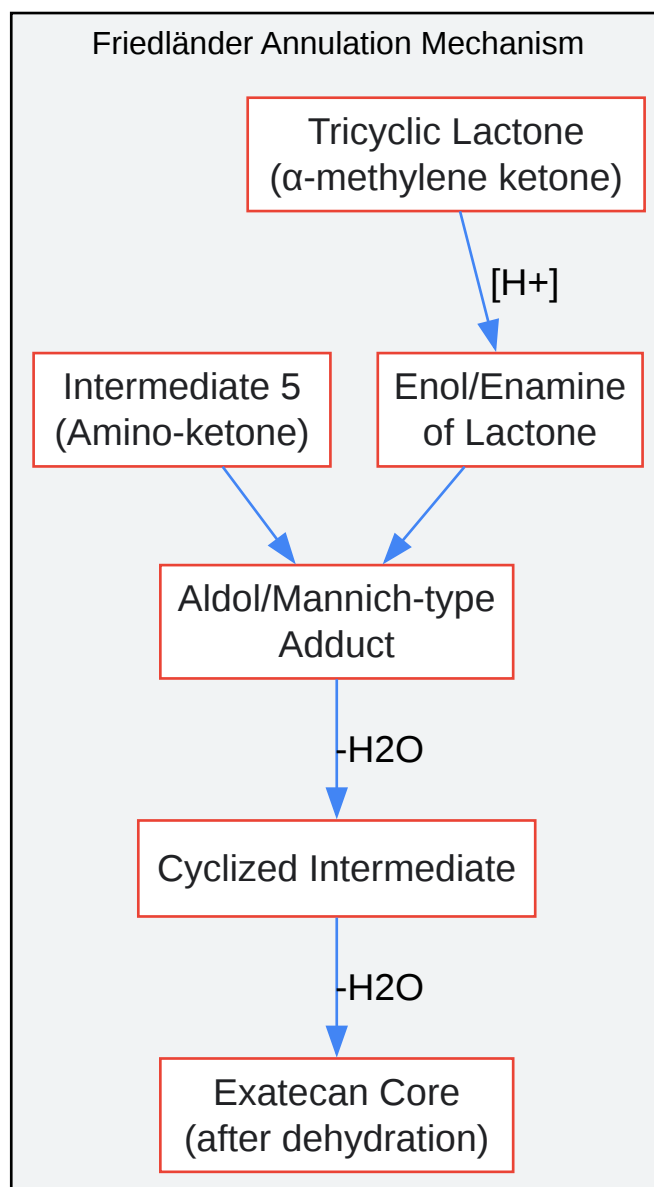 Friedländer Annulation Mechanism
Tricyclic Lactone
(α-methylene ketone)
[H+]
Intermediate 5
(Amino-ketone)
Enol/Enamine
of Lactone
Aldol/Mannich-type
Adduct
-H2O
Cyclized Intermediate
-H2O
Exatecan Core
(after dehydration)